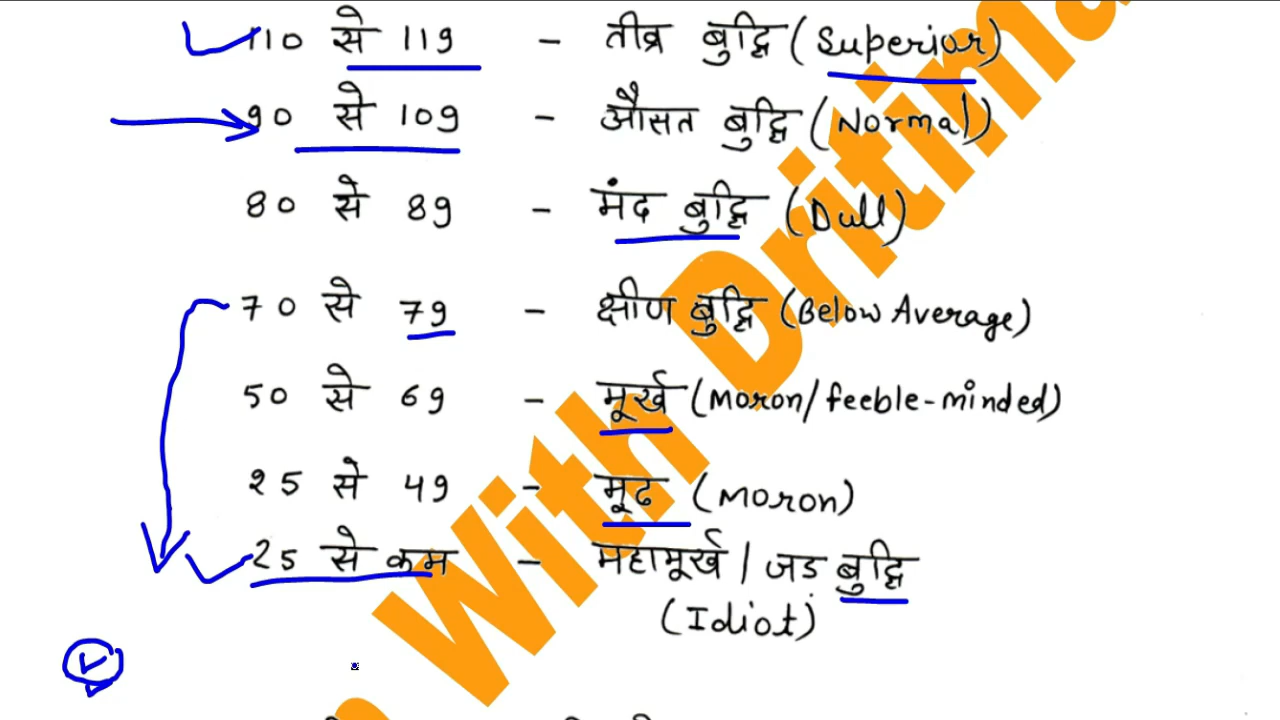 110 से 119 - तीव्र बुद्धि (Superior)
90 से 109 - औसत बुद्धि (Normal)
80 से 89 - मंद बुद्धि (Dull)
70 से 79 - क्षीण बुद्धि (Below Average)
50 से 69 - मूर्ख (Moron/feeble-minded)
25 से 49 - मूढ (Moron)
25 से कम - महामूर्ख / जड बुद्धि
(Idiot)
With